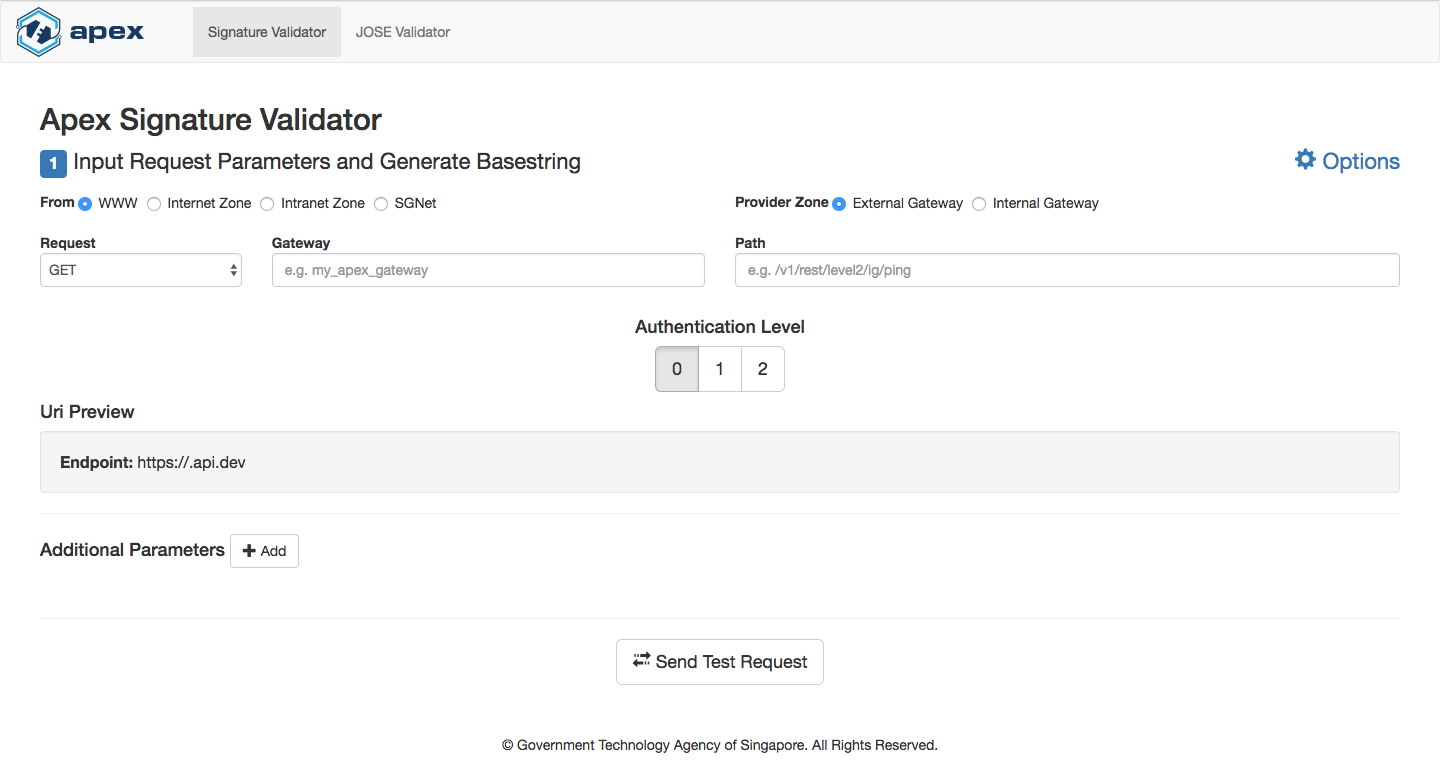 apex Signature Validator JOSE Validator
Apex Signature Validator
1 Input Request Parameters and Generate Basestring Options
From WWW Internet Zone Intranet Zone SGNet Provider Zone External Gateway Internal Gateway
Request Gateway Path
GET e.g. my_apex_gateway e.g. /v1/rest/level2/ig/ping
Authentication Level
0 1 2
Uri Preview
Endpoint: https://.api.dev
Additional Parameters Add
Send Test Request
© Government Technology Agency of Singapore. All Rights Reserved.